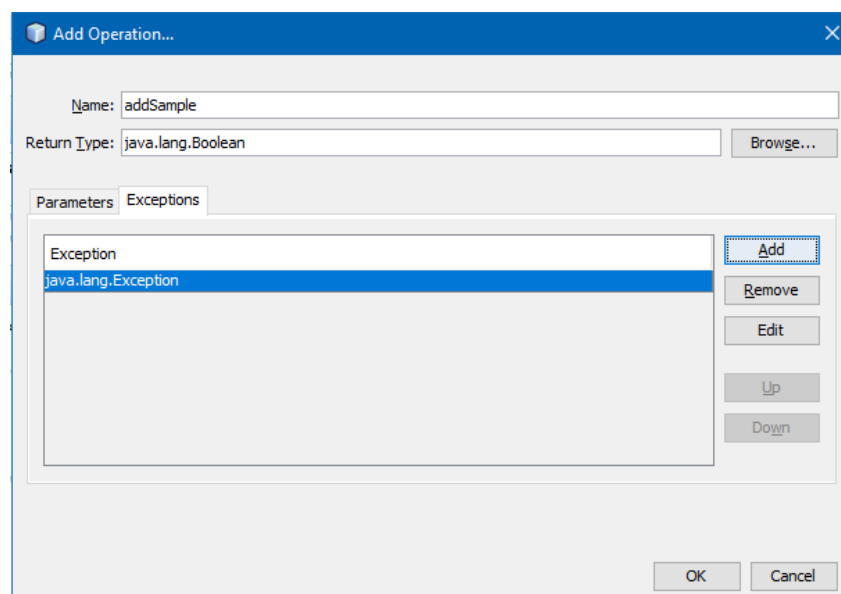 Add Operation...
Name: addSample
Return Type: java.lang.Boolean Browse...
Parameters Exceptions
Exception Add
java.lang.Exception
Remove
Edit
Up
Down
OK Cancel